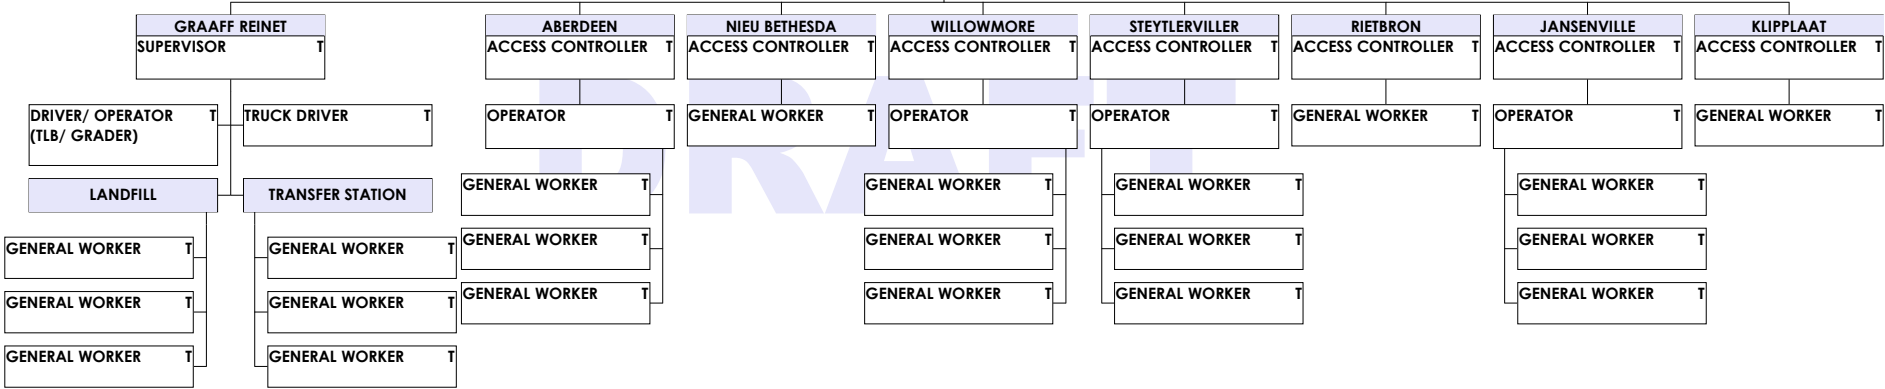 GRAAFF REINET
SUPERVISOR T
DRIVER/ OPERATOR T
(TLB/ GRADER)
TRUCK DRIVER T
LANDFILL
GENERAL WORKER T
GENERAL WORKER T
GENERAL WORKER T
TRANSFER STATION
GENERAL WORKER T
GENERAL WORKER T
GENERAL WORKER T
ABERDEEN
ACCESS CONTROLLER T
OPERATOR T
GENERAL WORKER T
GENERAL WORKER T
GENERAL WORKER T
NIEU BETHESDA
ACCESS CONTROLLER T
GENERAL WORKER T
WILLOWMORE
ACCESS CONTROLLER T
OPERATOR T
GENERAL WORKER T
GENERAL WORKER T
GENERAL WORKER T
STEYTLERVILLER
ACCESS CONTROLLER T
OPERATOR T
GENERAL WORKER T
GENERAL WORKER T
GENERAL WORKER T
RIETBRON
ACCESS CONTROLLER T
GENERAL WORKER T
JANSENVILLE
ACCESS CONTROLLER T
OPERATOR T
GENERAL WORKER T
GENERAL WORKER T
GENERAL WORKER T
KLIPPLAAT
ACCESS CONTROLLER T
GENERAL WORKER T
DRAFT